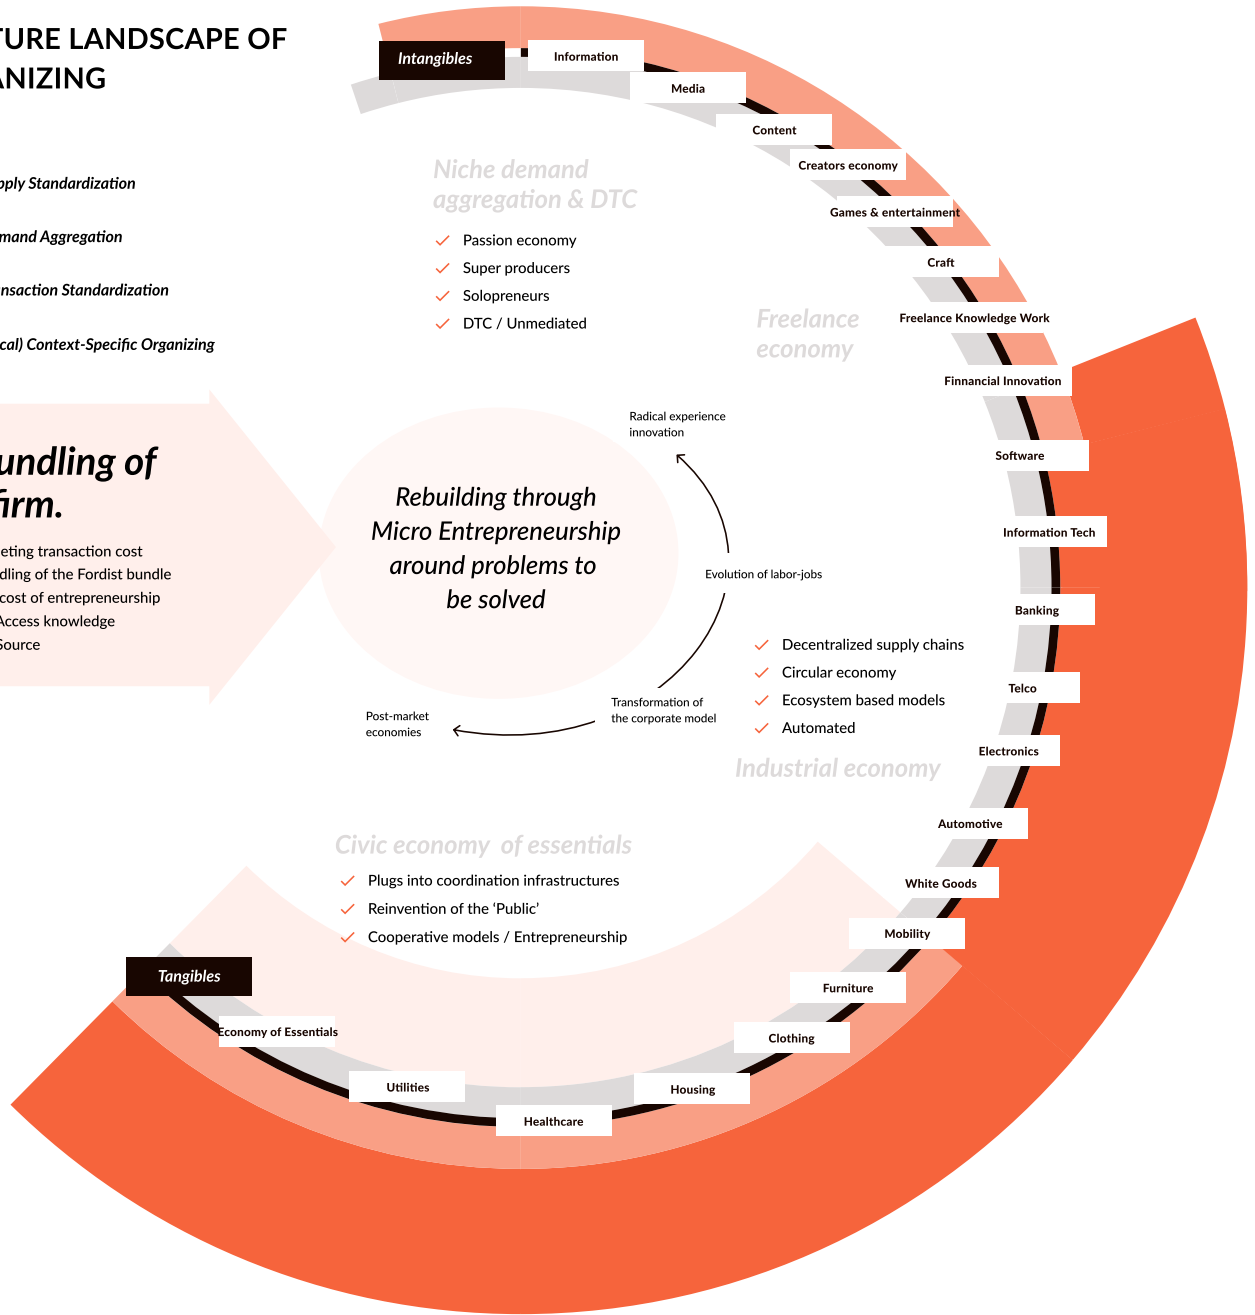 TURE LANDSCAPE OF
ANIZING
pply Standardization
mand Aggregation
nsaction Standardization
cal) Context-Specific Organizing
undling of
firm.
eting transaction cost
dling of the Fordist bundle
cost of entrepreneurship
Access knowledge
Source
Intangibles
Information
Media
Content
Creators economy
Games & entertainment
Craft
Freelance Knowledge Work
Finnancial Innovation
Software
Information Tech
Banking
Telco
Electronics
Automotive
White Goods
Mobility
Furniture
Clothing
Housing
Healthcare
Utilities
Economy of Essentials
Tangibles
Niche demand
aggregation & DTC
Passion economy
Super producers
Solopreneurs
DTC / Unmediated
Freelance
economy
Rebuilding through
Micro Entrepreneurship
around problems to
be solved
Radical experience
innovation
Evolution of labor-jobs
Transformation of
the corporate model
Post-market
economies
Decentralized supply chains
Circular economy
Ecosystem based models
Automated
Industrial economy
Civic economy  of essentials
Plugs into coordination infrastructures
Reinvention of the ‘Public’
Cooperative models / Entrepreneurship